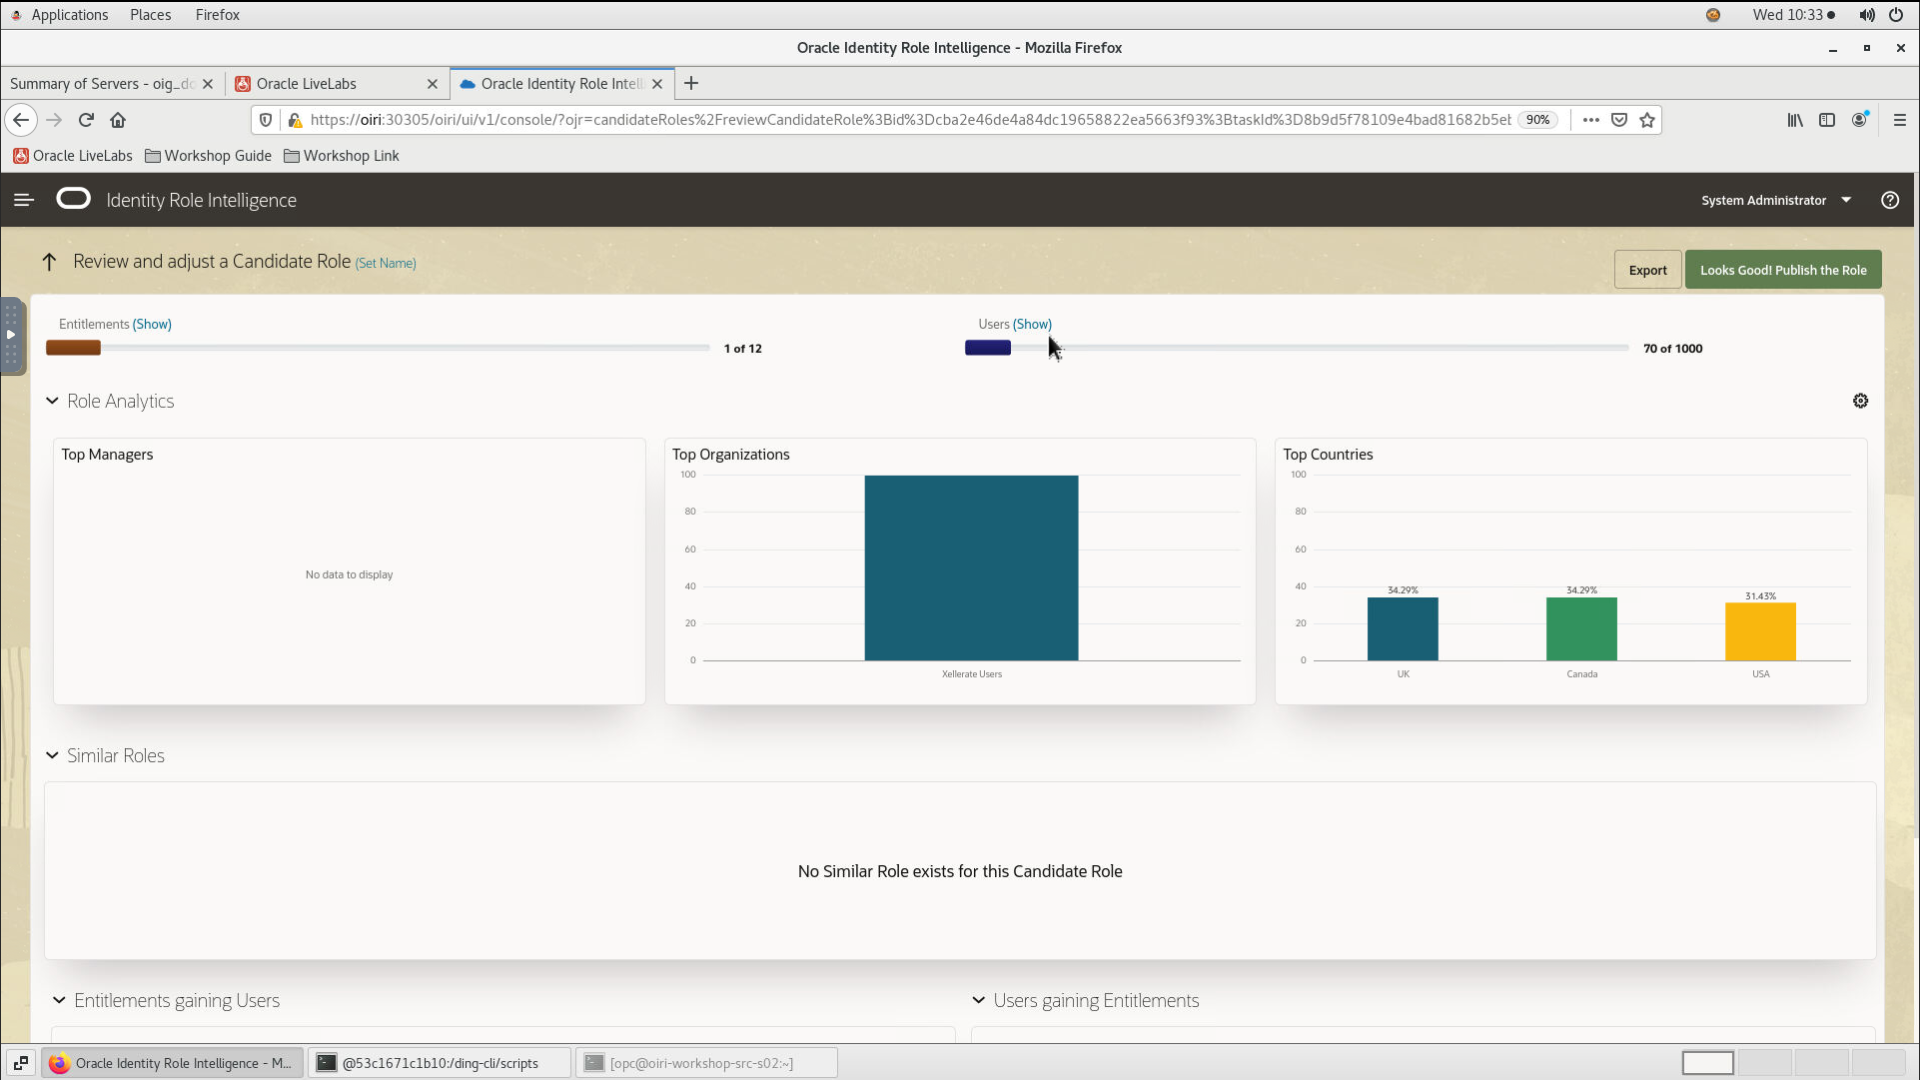 Applications Places Firefox Wed 10:33
Oracle Identity Role Intelligence - Mozilla Firefox
Summary of Servers - oig_do Oracle LiveLabs Oracle Identity Role Intell
https://oiri:30305/oiri/ui/v1/console/?ojr=candidateRoles%2FreviewCandidateRole%3Bid%3Dcba2e46de4a84dc19658822ea5663f93%3BtaskId%3D8b9d5f78109e4bad81682b5eb 90%
Oracle LiveLabs Workshop Guide Workshop Link
Identity Role Intelligence System Administrator
Review and adjust a Candidate Role (Set Name) Export Looks Good! Publish the Role
Entitlements (Show) Users (Show)
1 of 12 70 of 1000
Role Analytics
Top Managers
No data to display
Top Organizations
100
80
60
40
20
0
Xellerate Users
Top Countries
100
80
60
40
20
0
34.29% 34.29% 31.43%
UK Canada USA
Similar Roles
No Similar Role exists for this Candidate Role
Entitlements gaining Users Users gaining Entitlements
Oracle Identity Role Intelligence - M... @53c1671c1b10:/ding-cli/scripts [opc@oiri-workshop-src-s02:~]